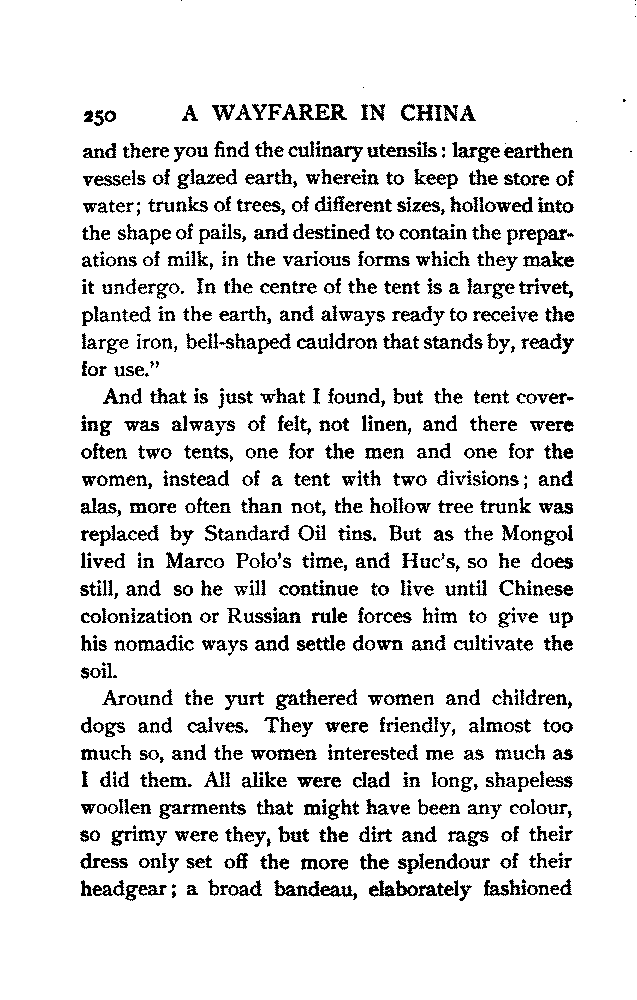 250 A WAYFARER IN CHINA
and there you find the culinary utensils: large earthen
vessels of glazed earth, wherein to keep the store of
water; trunks of trees, of different sizes, hollowed into
the shape of pails, and destined to contain the prepar-
ations of milk, in the various forms which they make
it undergo. In the centre of the tent is a large trivet,
planted in the earth, and always ready to receive the
large iron, bell-shaped cauldron that stands by, ready
for use."
And that is just what I found, but the tent cover-
ing was always of felt, not linen, and there were
often two tents, one for the men and one for the
women, instead of a tent with two divisions; and
alas, more often than not, the hollow tree trunk was
replaced by Standard Oil tins. But as the Mongol
lived in Marco Polo's time, and Huc's, so he does
still, and so he will continue to live until Chinese
colonization or Russian rule forces him to give up
his nomadic ways and settle down and cultivate the
soil.
Around the yurt gathered women and children,
dogs and calves. They were friendly, almost too
much so, and the women interested me as much as
I did them. All alike were clad in long, shapeless
woollen garments that might have been any colour,
so grimy were they, but the dirt and rags of their
dress only set off the more the splendour of their
headgear; a broad bandeau, elaborately fashioned